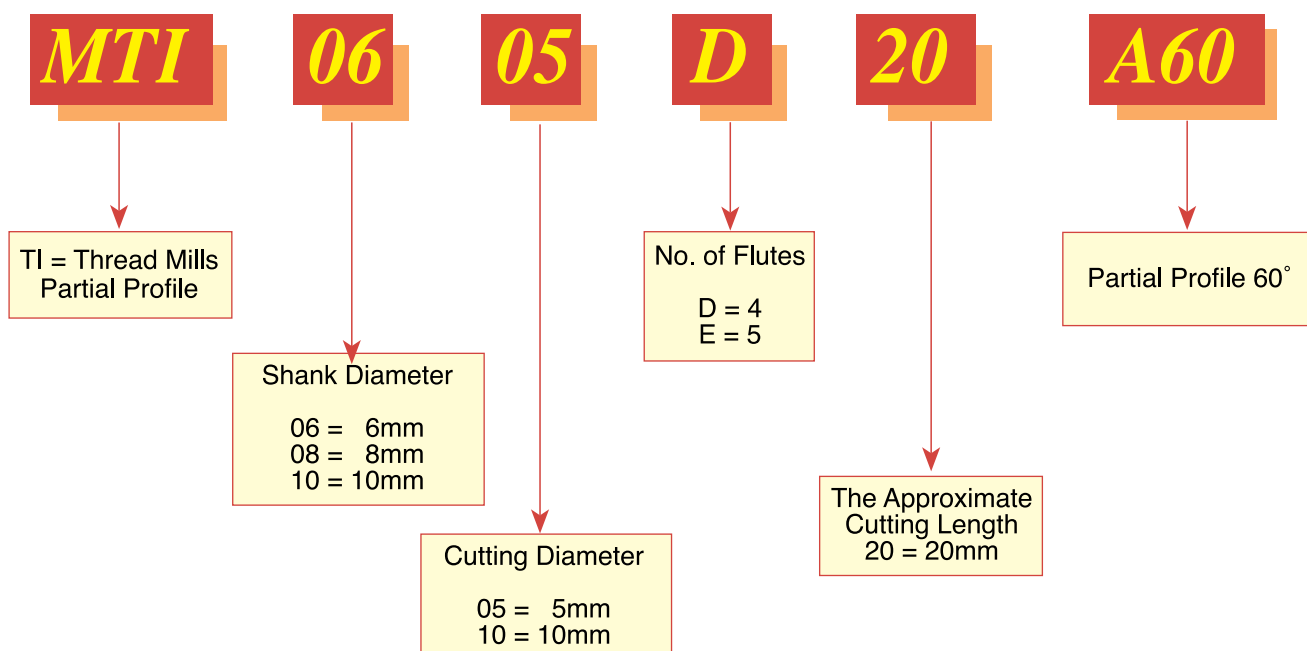 MTI 06 05 D 20 A60
TI = Thread Mills
Partial Profile
Shank Diameter
06 = 6mm
08 = 8mm
10 = 10mm
Cutting Diameter
05 = 5mm
10 = 10mm
No. of Flutes
D = 4
E = 5
The Approximate
Cutting Length
20 = 20mm
Partial Profile 60°